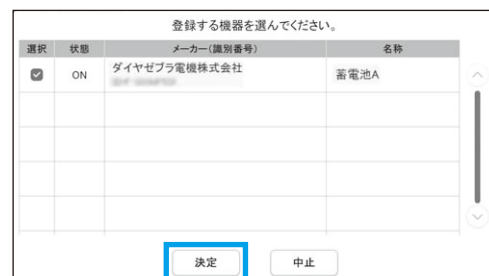 登録する機器を選んでください。
選択 状態 メーカー(識別番号) 名称
ON ダイヤゼブラ電機株式会社 蓄電池A
決定 中止